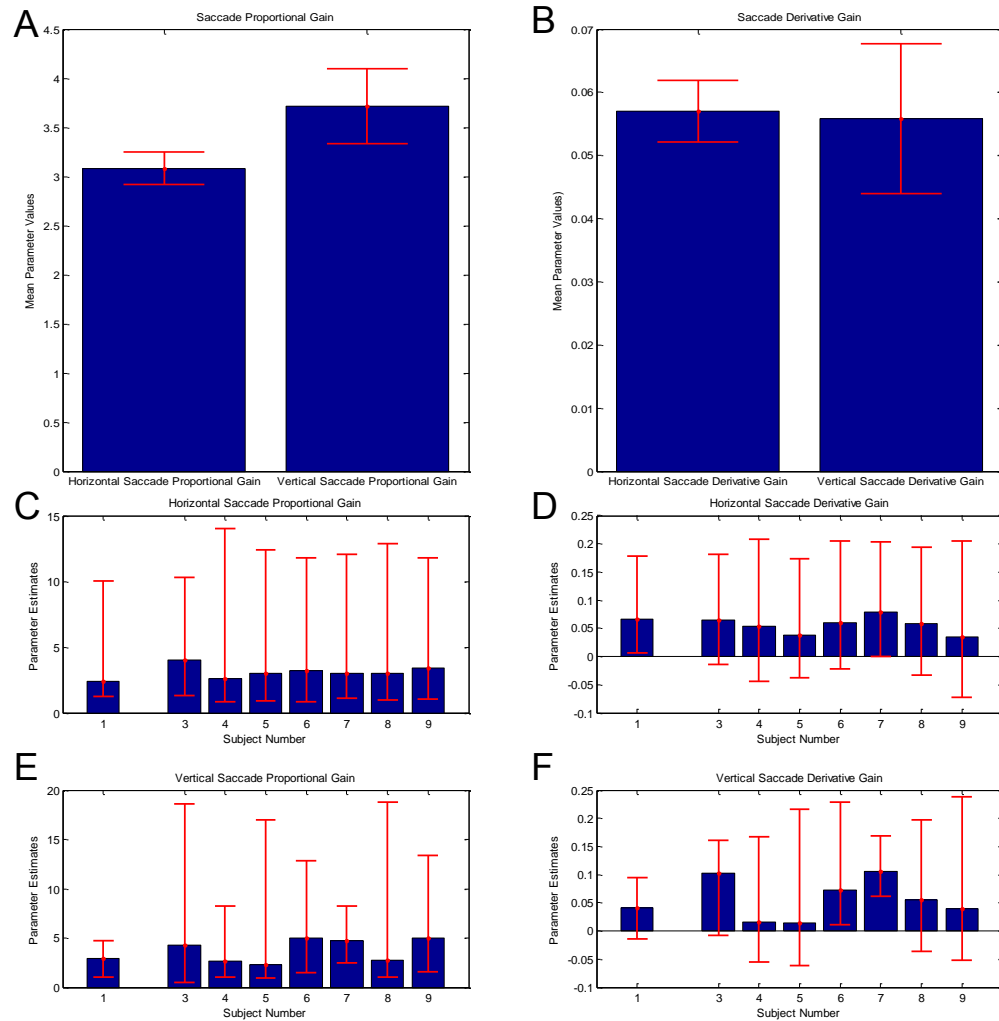 A
Saccade Proportional Gain
4.5
4
3.5
3
2.5
2
1.5
1
0.5
0
Mean Parameter Values
Horizontal Saccade Proportional Gain
Vertical Saccade Proportional Gain
B
Saccade Derivative Gain
0.07
0.06
0.05
0.04
0.03
0.02
0.01
0
Mean Parameter Values)
Horizontal Saccade Derivative Gain
Vertical Saccade Derivative Gain
C
Horizontal Saccade Proportional Gain
15
10
5
0
Parameter Estimates
1 3 4 5 6 7 8 9
Subject Number
D
Horizontal Saccade Derivative Gain
0.25
0.2
0.15
0.1
0.05
0
-0.05
-0.1
Parameter Estimates
1 3 4 5 6 7 8 9
Subject Number
E
Vertical Saccade Proportional Gain
20
15
10
5
0
Parameter Estimates
1 3 4 5 6 7 8 9
Subject Number
F
Vertical Saccade Derivative Gain
0.25
0.2
0.15
0.1
0.05
0
-0.05
-0.1
Parameter Estimates
1 3 4 5 6 7 8 9
Subject Number